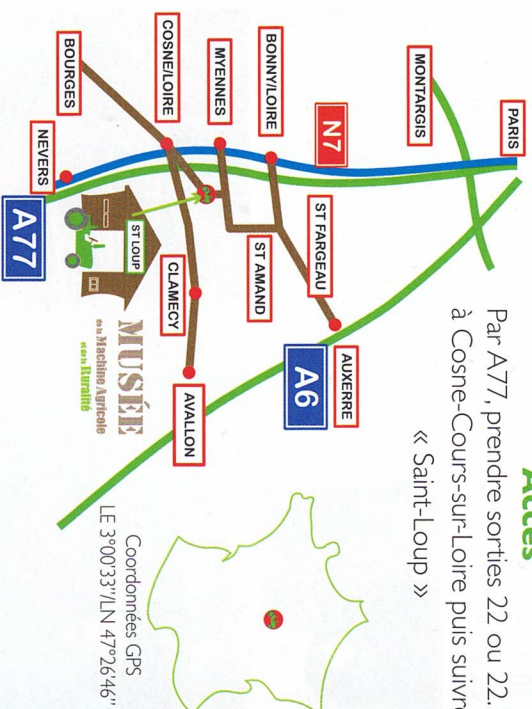 Accès
Par A77, prendre sorties 22 ou 22.
à Cosne-Cours-sur-Loire puis suivr
« Saint-Loup »
PARIS
MONTARGIS
N7
BONNY/LOIRE
MYENNES
COSNE/LOIRE
BOURGES
NEVERS
A77
ST FARGEAU
ST AMAND
AUXERRE
A6
CLAMECY
AVALLON
ST LOUP
MUSÉE
de la Machine Agricole
et de la Ruralité
Coordonnées GPS
LE 3°00'33"/LN 47°26'46"